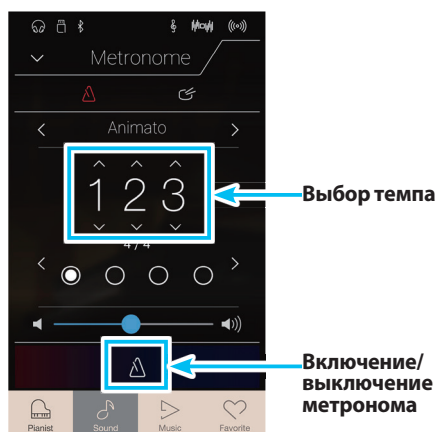 Metronome
Animato
1 2 3
Выбор темпа
4 / 4
Включение/
выключение
метронома
Pianist Sound Music Favorite